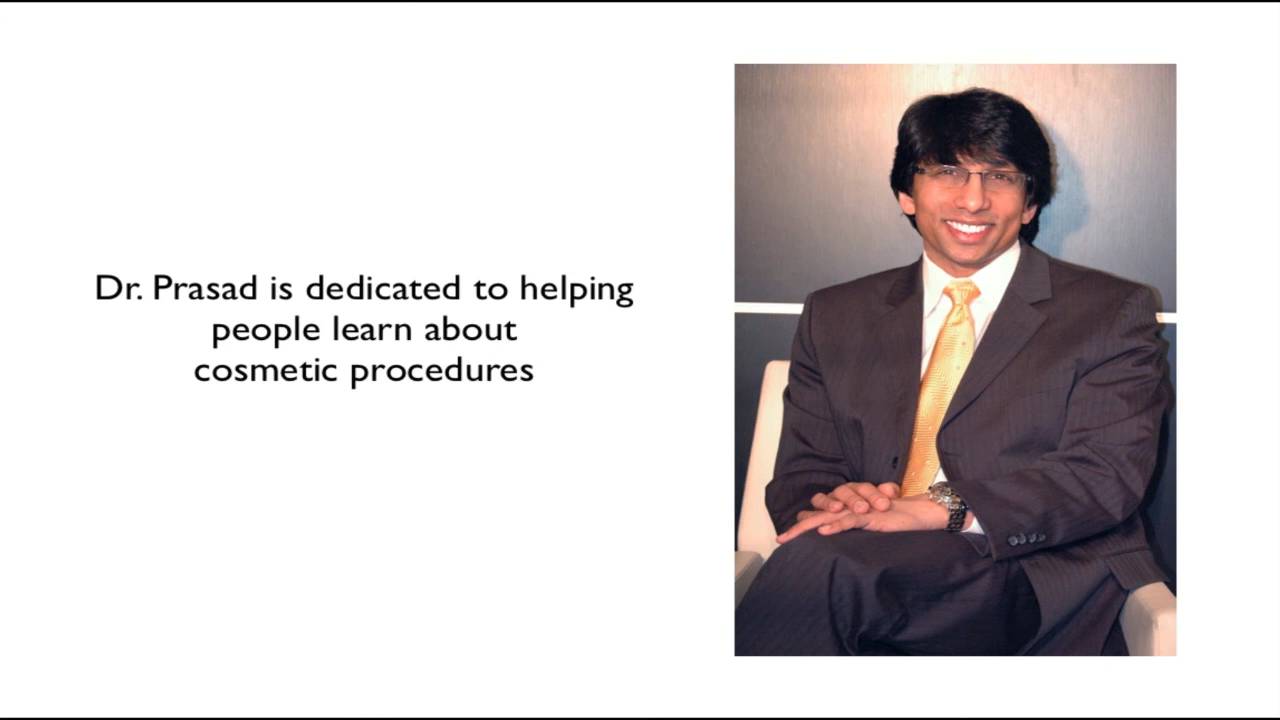 Dr. Prasad is dedicated to helping
people learn about
cosmetic procedures